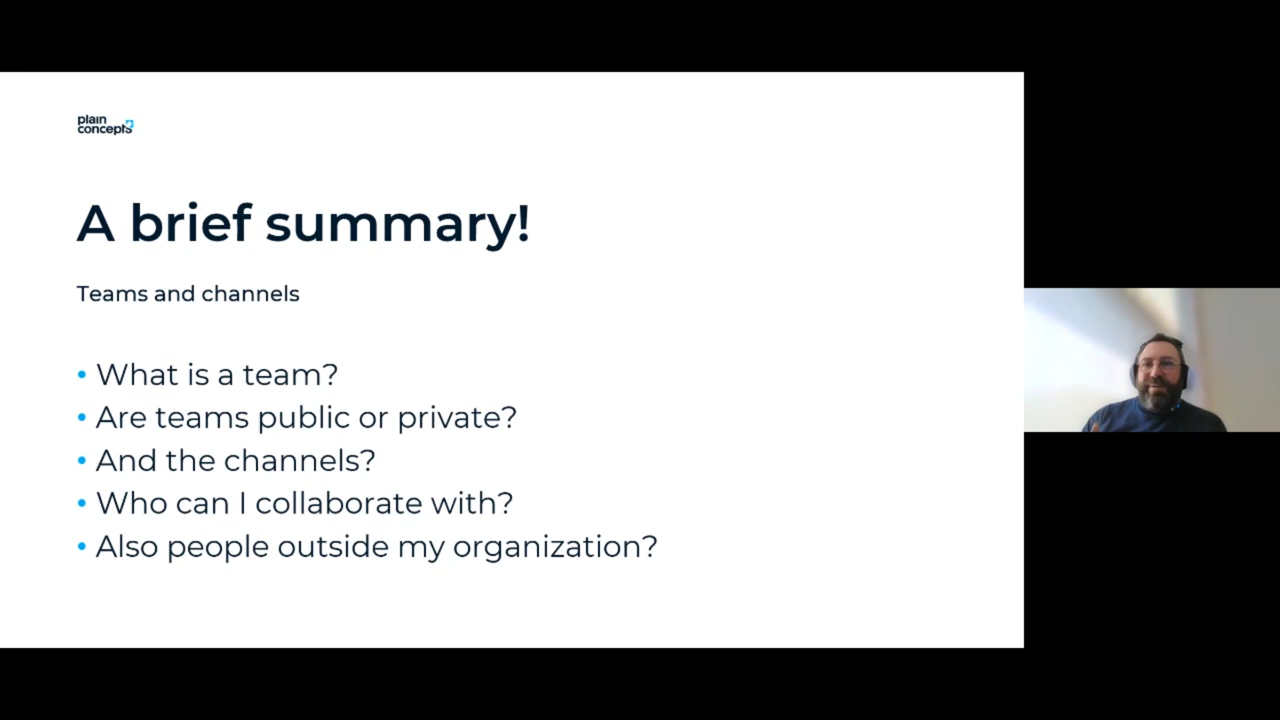 plain
concepts
A brief summary!
Teams and channels
• What is a team?
• Are teams public or private?
• And the channels?
• Who can I collaborate with?
• Also people outside my organization?